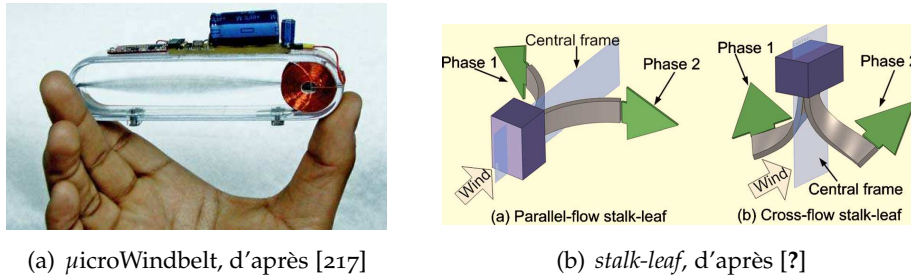 Phase 1
Central frame
Phase 2
Wind
(a) Parallel-flow stalk-leaf
Phase 1
Phase 2
Wind
Central frame
(b) Cross-flow stalk-leaf
(a) µicroWindbelt, d'après [217]
(b) stalk-leaf, d'après [?]